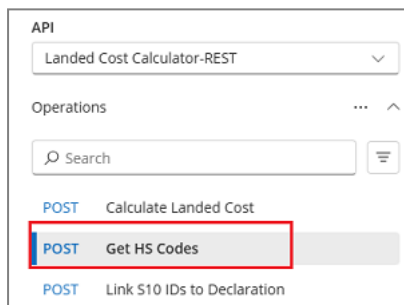 API
Landed Cost Calculator-REST
Operations ...
Search
POST Calculate Landed Cost
POST Get HS Codes
POST Link S10 IDs to Declaration